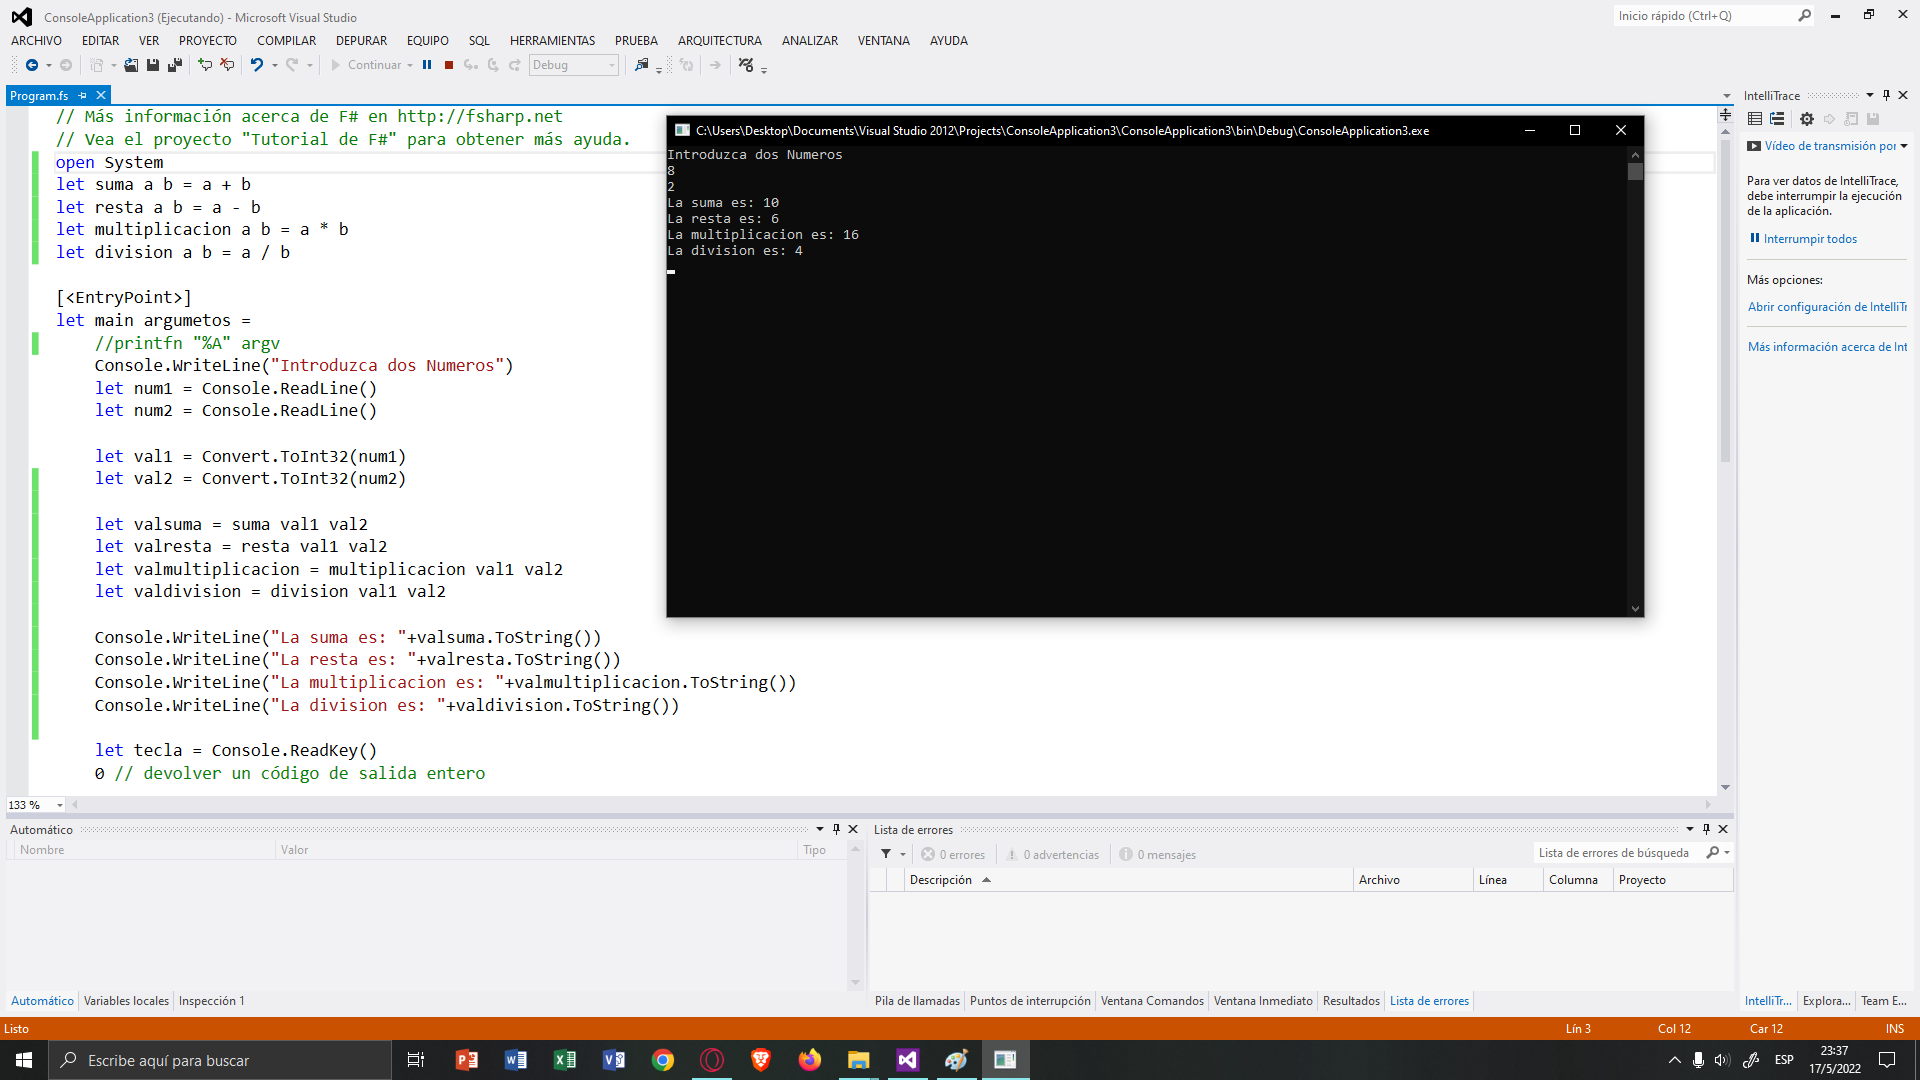 ConsoleApplication3 (Ejecutando) - Microsoft Visual Studio
Inicio rápido (Ctrl+Q)
ARCHIVO EDITAR VER PROYECTO COMPILAR DEPURAR EQUIPO SQL HERRAMIENTAS PRUEBA ARQUITECTURA ANALIZAR VENTANA AYUDA
Continuar Debug
Program.fs
// Más información acerca de F# en http://fsharp.net
// Vea el proyecto "Tutorial de F#" para obtener más ayuda.
open System
let suma a b = a + b
let resta a b = a - b
let multiplicacion a b = a * b
let division a b = a / b
[<EntryPoint>]
let main argumetos =
//printfn "%A" argv
Console.WriteLine("Introduzca dos Numeros")
let num1 = Console.ReadLine()
let num2 = Console.ReadLine()
let val1 = Convert.ToInt32(num1)
let val2 = Convert.ToInt32(num2)
let valsuma = suma val1 val2
let valresta = resta val1 val2
let valmultiplicacion = multiplicacion val1 val2
let valdivision = division val1 val2
Console.WriteLine("La suma es: "+valsuma.ToString())
Console.WriteLine("La resta es: "+valresta.ToString())
Console.WriteLine("La multiplicacion es: "+valmultiplicacion.ToString())
Console.WriteLine("La division es: "+valdivision.ToString())
let tecla = Console.ReadKey()
0 // devolver un código de salida entero
133 %
C:\Users\Desktop\Documents\Visual Studio 2012\Projects\ConsoleApplication3\ConsoleApplication3\bin\Debug\ConsoleApplication3.exe
Introduzca dos Numeros
8
2
La suma es: 10
La resta es: 6
La multiplicacion es: 16
La division es: 4
IntelliTrace
Vídeo de transmisión por
Para ver datos de IntelliTrace,
debe interrumpir la ejecución
de la aplicación.
Interrumpir todos
Más opciones:
Abrir configuración de IntelliTr
Más información acerca de Int
Automático
Nombre Valor Tipo
Automático Variables locales Inspección 1
Lista de errores
0 errores 0 advertencias 0 mensajes
Lista de errores de búsqueda
Descripción Archivo Línea Columna Proyecto
Pila de llamadas Puntos de interrupción Ventana Comandos Ventana Inmediato Resultados Lista de errores
IntelliTr... Explora... Team E...
Listo Lín 3 Col 12 Car 12 INS
Escribe aquí para buscar
ESP
23:37
17/5/2022